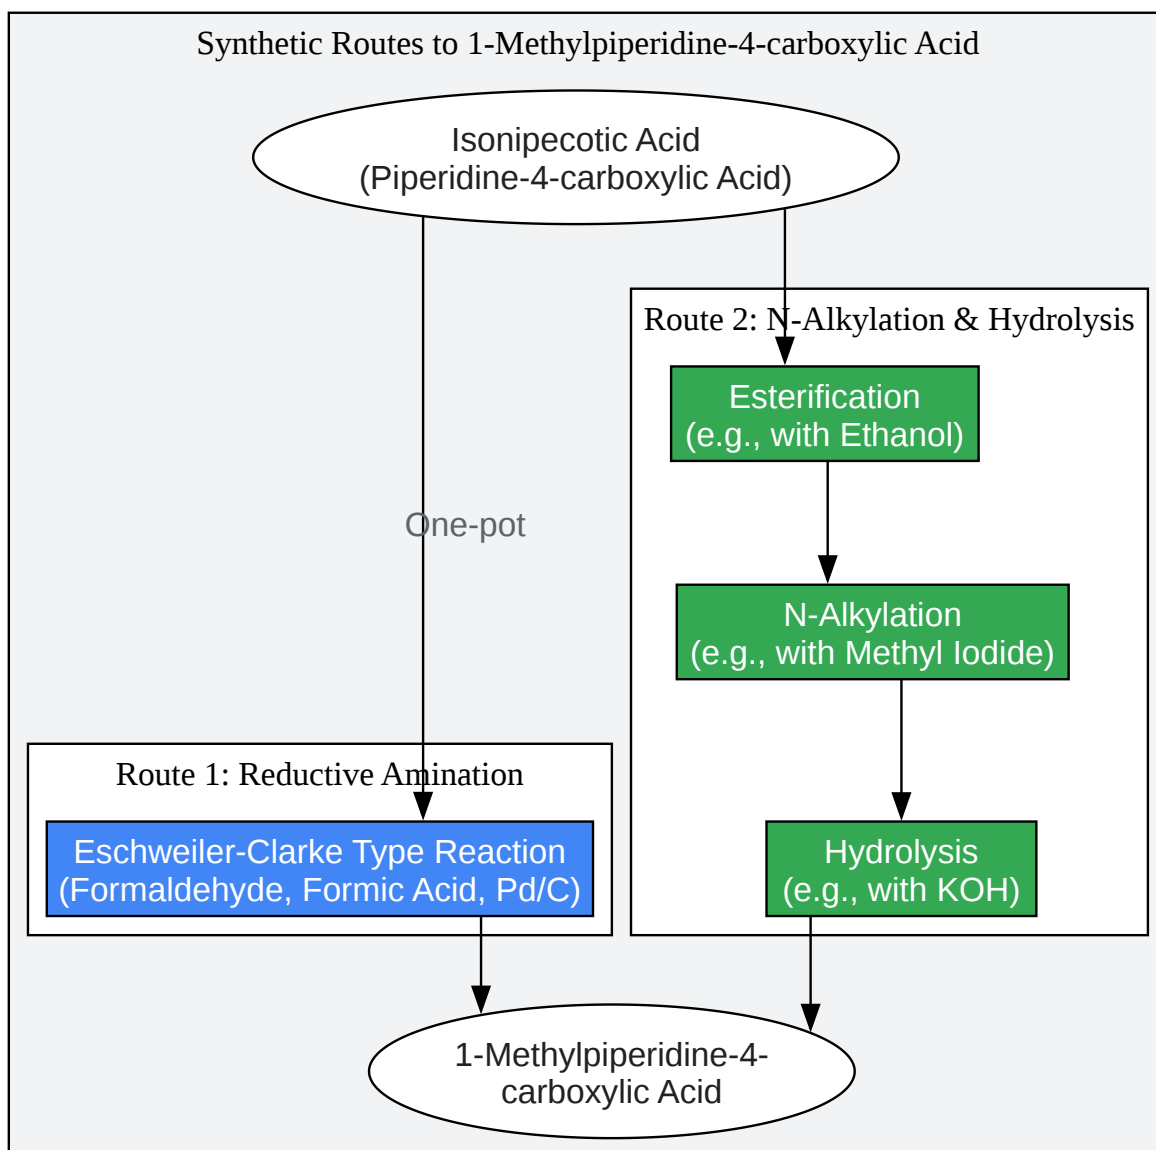 Synthetic Routes to 1-Methylpiperidine-4-carboxylic Acid
Isonipecotic Acid
(Piperidine-4-carboxylic Acid)
Route 2: N-Alkylation & Hydrolysis
Esterification
(e.g., with Ethanol)
One-pot
N-Alkylation
(e.g., with Methyl Iodide)
Route 1: Reductive Amination
Eschweiler-Clarke Type Reaction
(Formaldehyde, Formic Acid, Pd/C)
Hydrolysis
(e.g., with KOH)
1-Methylpiperidine-4-
carboxylic Acid